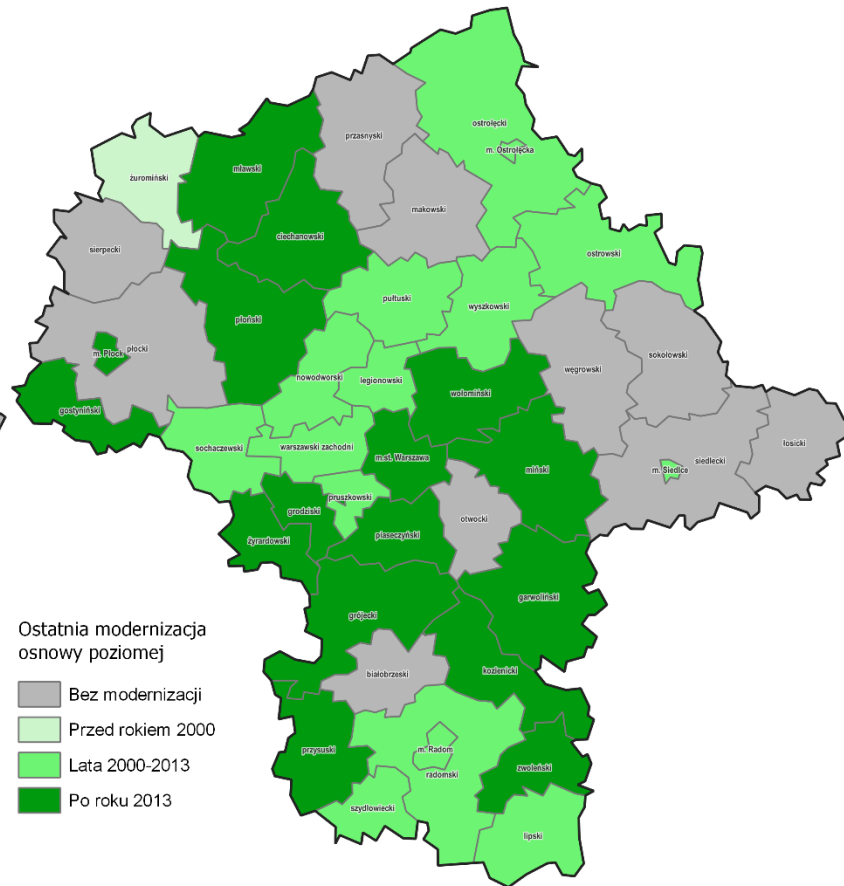 ostrołęcki
przasnyski
m. Ostrołęcka
mławski
żuromiński
makowski
ciechanowski
sierpecki
ostrowski
pułtuski
wyszkowski
płoński
m. Płock
płocki
sokołowski
węgrowski
nowodworski
legionowski
wołomiński
gostyniński
sochaczewski
warszawski zachodni
m.st. Warszawa
łosicki
siedlecki
m. Siedlce
miński
pruszkowski
grodziski
otwocki
żyrardowski
piaseczyński
garwoliński
grójecki
kozienicki
białobrzeski
przysuski
m. Radom
radomski
zwoleński
szydłowiecki
lipski
Ostatnia modernizacja
osnowy poziomej
Bez modernizacji
Przed rokiem 2000
Lata 2000-2013
Po roku 2013